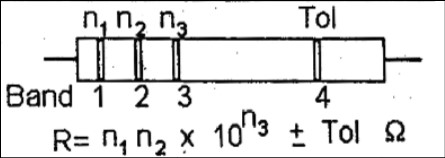 n₁ n₂ n₃ Tol
Band 1 2 3 4
R= n₁ n₂ x 10ⁿ³ ± Tol Ω